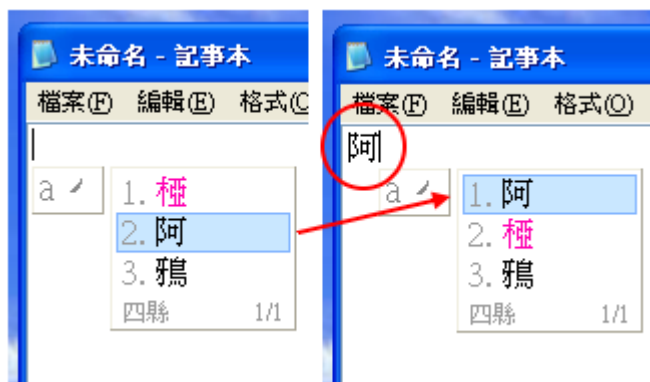 未命名 - 記事本
檔案(F) 編輯(E) 格式(O
a ˊ
1. 椏
2. 阿
3. 鴉
四縣 1/1
未命名 - 記事本
檔案(F) 編輯(E) 格式(O)
阿
a ˊ
1. 阿
2. 椏
3. 鴉
四縣 1/1